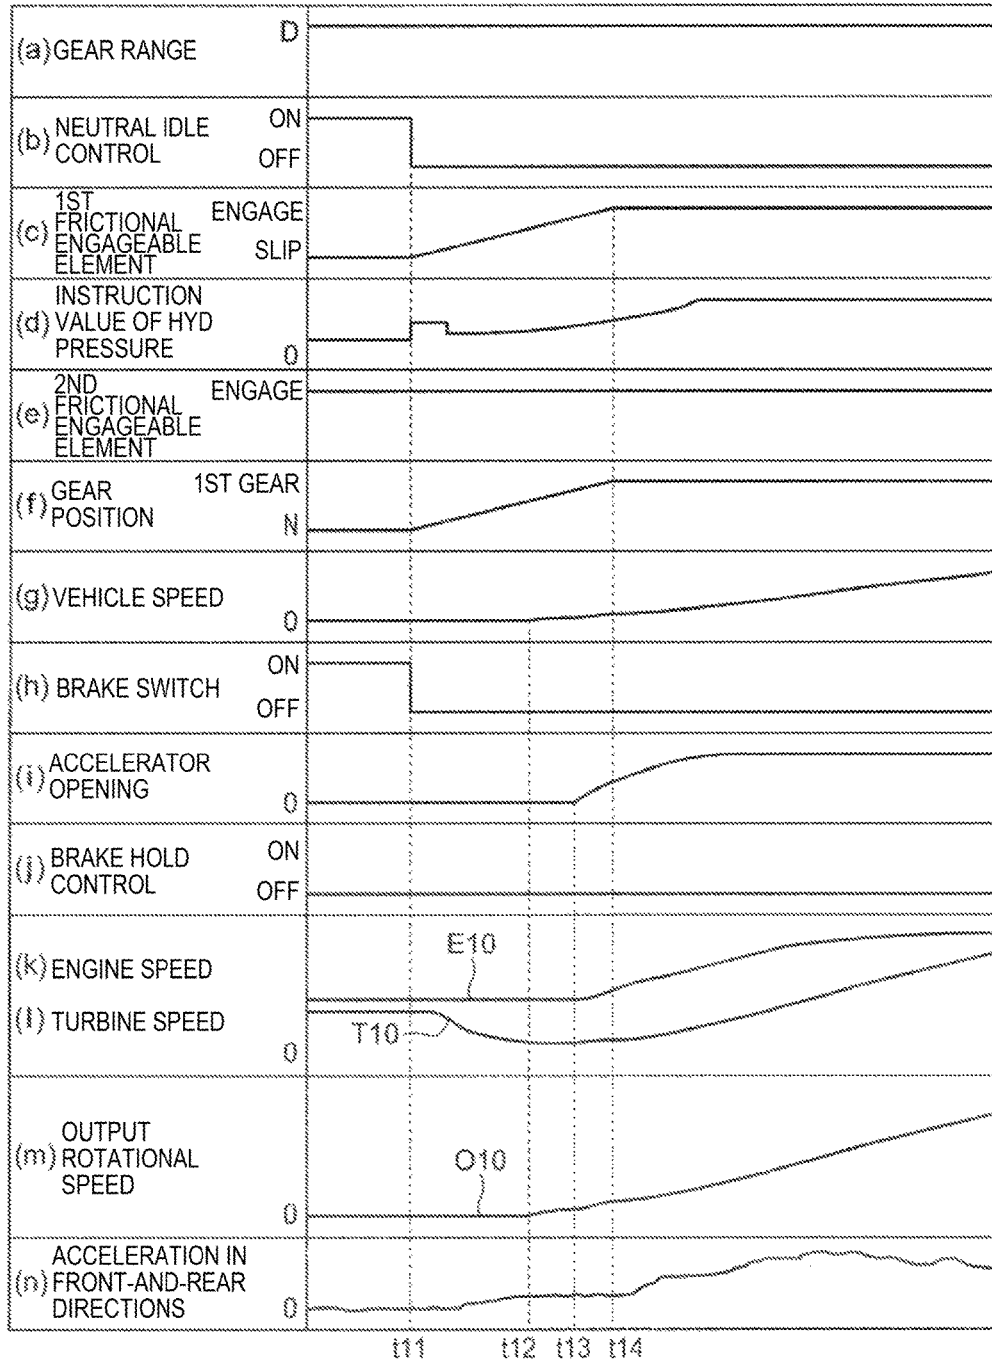 (a) GEAR RANGE
D
(b) NEUTRAL IDLE
CONTROL
ON
OFF
(c) 1ST
FRICTIONAL
ENGAGEABLE
ELEMENT
ENGAGE
SLIP
(d) INSTRUCTION
VALUE OF HYD
PRESSURE
0
(e) 2ND
FRICTIONAL
ENGAGEABLE
ELEMENT
ENGAGE
(f) GEAR
POSITION
1ST GEAR
N
(g) VEHICLE SPEED
0
(h) BRAKE SWITCH
ON
OFF
(i) ACCELERATOR
OPENING
0
(j) BRAKE HOLD
CONTROL
ON
OFF
(k) ENGINE SPEED
E10
(l) TURBINE SPEED
T10
0
(m) OUTPUT
ROTATIONAL
SPEED
O10
0
(n) ACCELERATION IN
FRONT-AND-REAR
DIRECTIONS
0
t11 t12 t13 t14